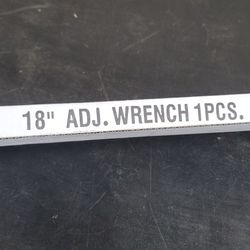 18" ADJ. WRENCH 1PCS.